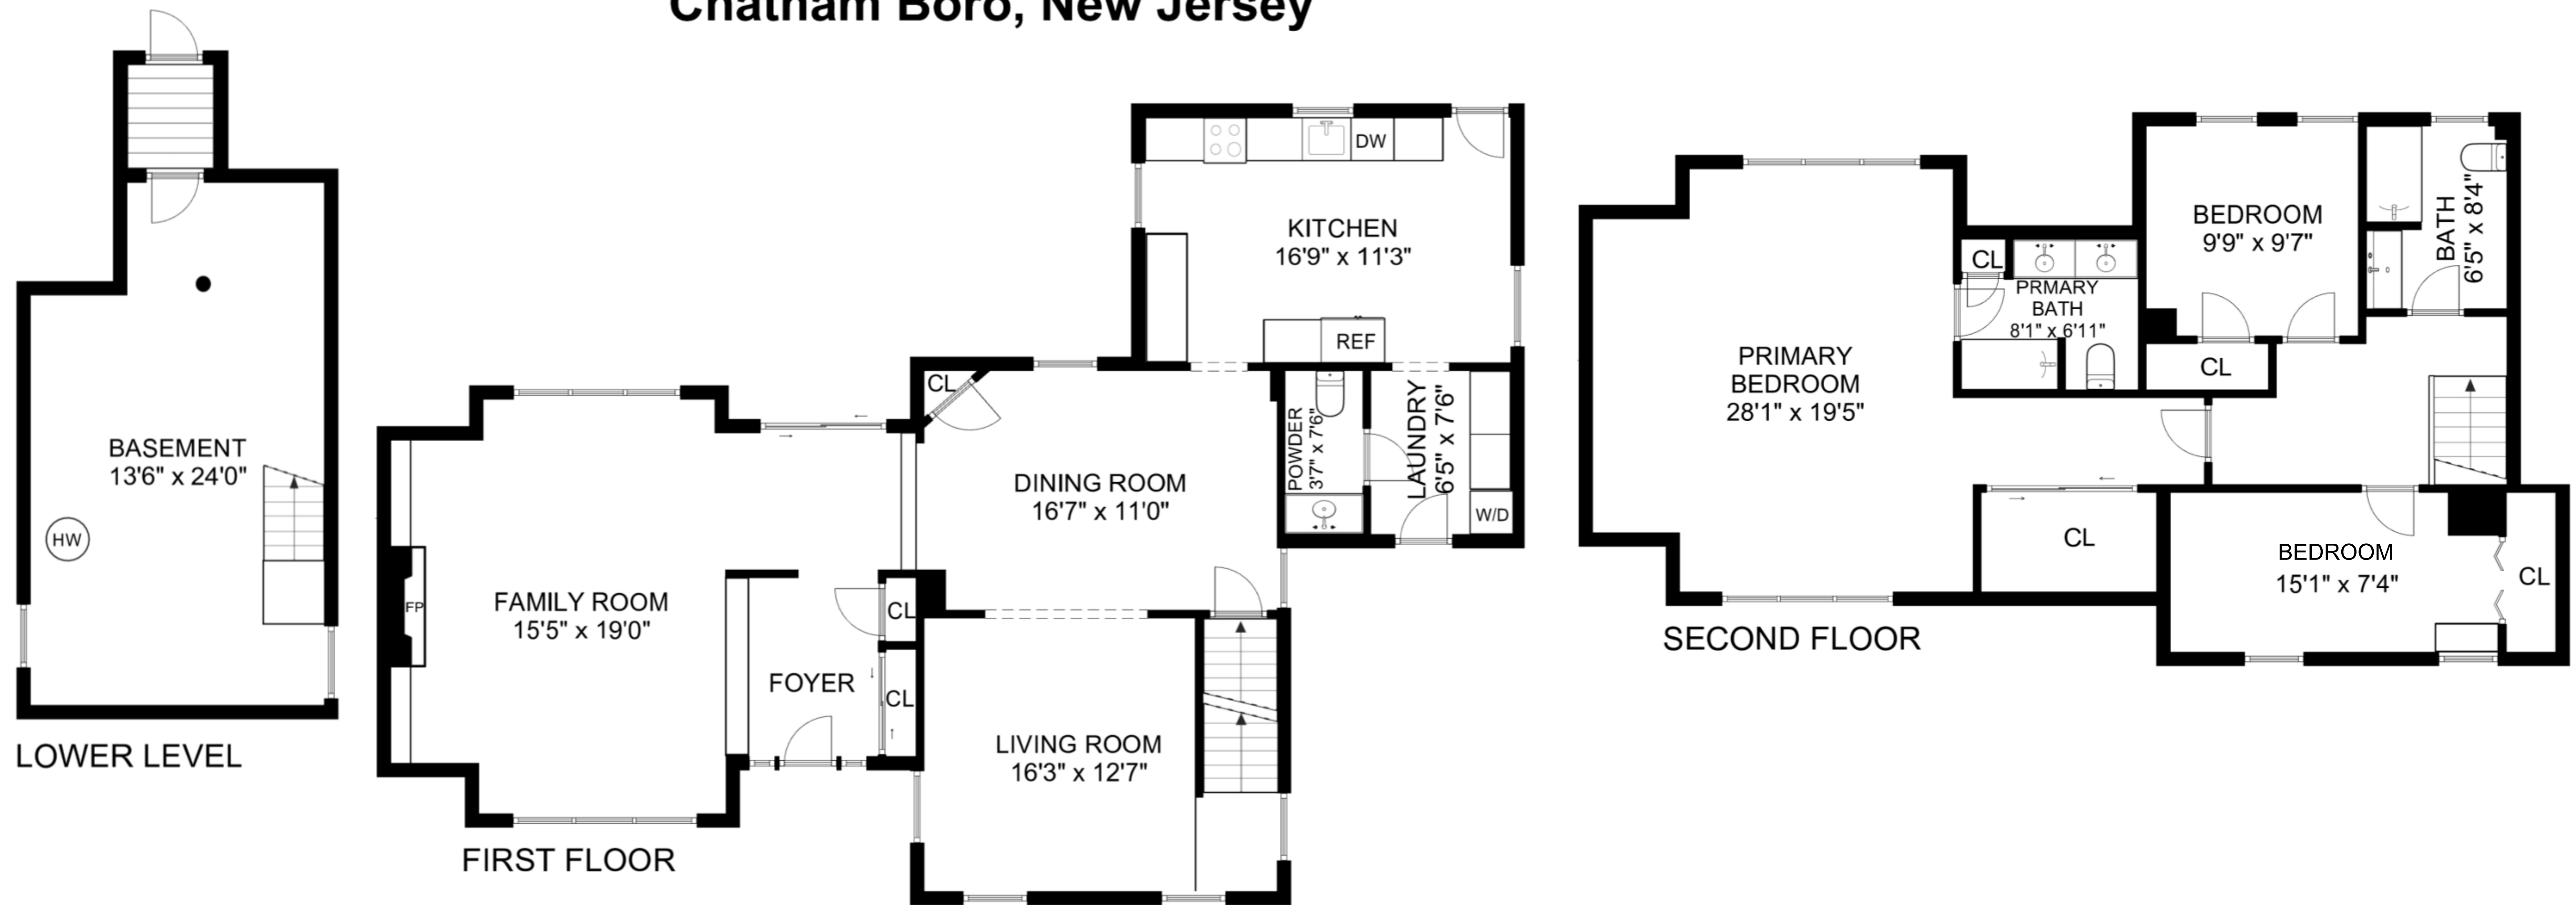 Chatham Boro, New Jersey
BASEMENT
13'6" x 24'0"
HW
LOWER LEVEL
DW
KITCHEN
16'9" x 11'3"
REF
CL
DINING ROOM
16'7" x 11'0"
POWDER
3'7" x 7'6"
LAUNDRY
6'5" x 7'6"
W/D
FP
FAMILY ROOM
15'5" x 19'0"
CL
FOYER
CL
LIVING ROOM
16'3" x 12'7"
FIRST FLOOR
BEDROOM
9'9" x 9'7"
BATH
6'5" x 8'4"
CL
PRMARY
BATH
8'1" x 6'11"
PRIMARY
BEDROOM
28'1" x 19'5"
CL
CL
BEDROOM
15'1" x 7'4"
CL
SECOND FLOOR